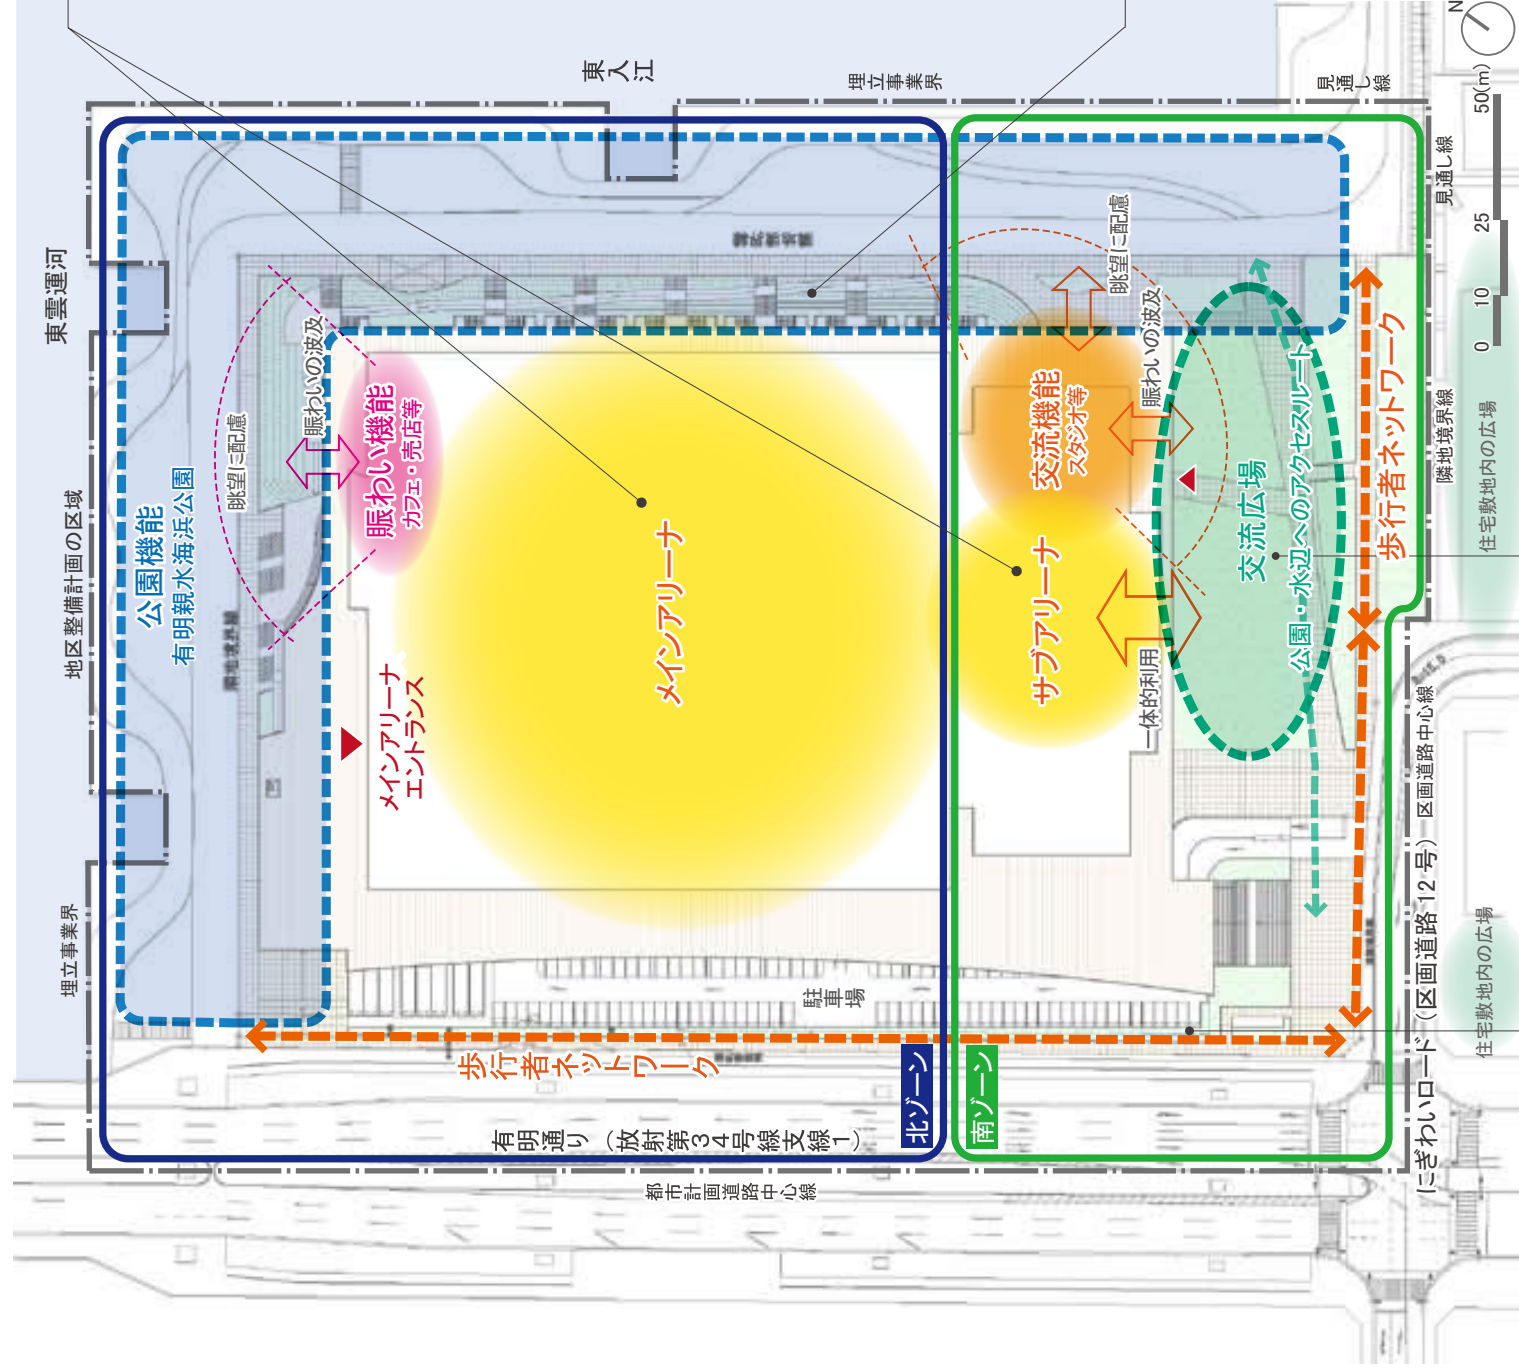 東雲運河
東入江
埋立事業界
見通し線
見通し線
N
0 10 25 50(m)
地区整備計画の区域
埋立事業界
公園機能
有明親水海浜公園
眺望に配慮
賑わいの波及
賑わい機能
カフェ・売店等
メインアリーナ
エントランス
メインアリーナ
サブアリーナ
交流機能
スタジオ等
眺望に配慮
賑わいの波及
一体的利用
交流広場
公園・水辺へのアクセスルート
歩行者ネットワーク
隣地境界線
住宅敷地内の広場
住宅敷地内の広場
駐車場
歩行者ネットワーク
北ゾーン
南ゾーン
有明通り（放射第34号線支線1）
都市計画道路中心線
区画道路中心線
にぎわいロード（区画道路12号）